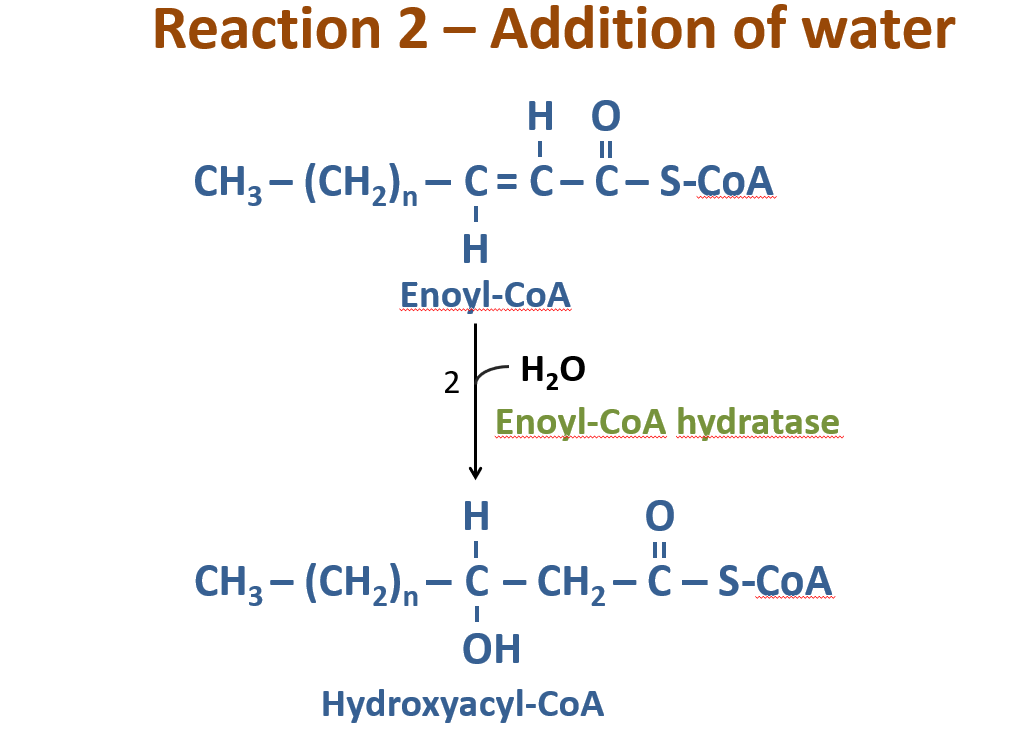 Reaction 2 – Addition of water
H O
CH₃ – (CH₂)ₙ – C = C – C – S-CoA
H
Enoyl-CoA
2 H₂O
Enoyl-CoA hydratase
H O
CH₃ – (CH₂)ₙ – C – CH₂ – C – S-CoA
OH
Hydroxyacyl-CoA